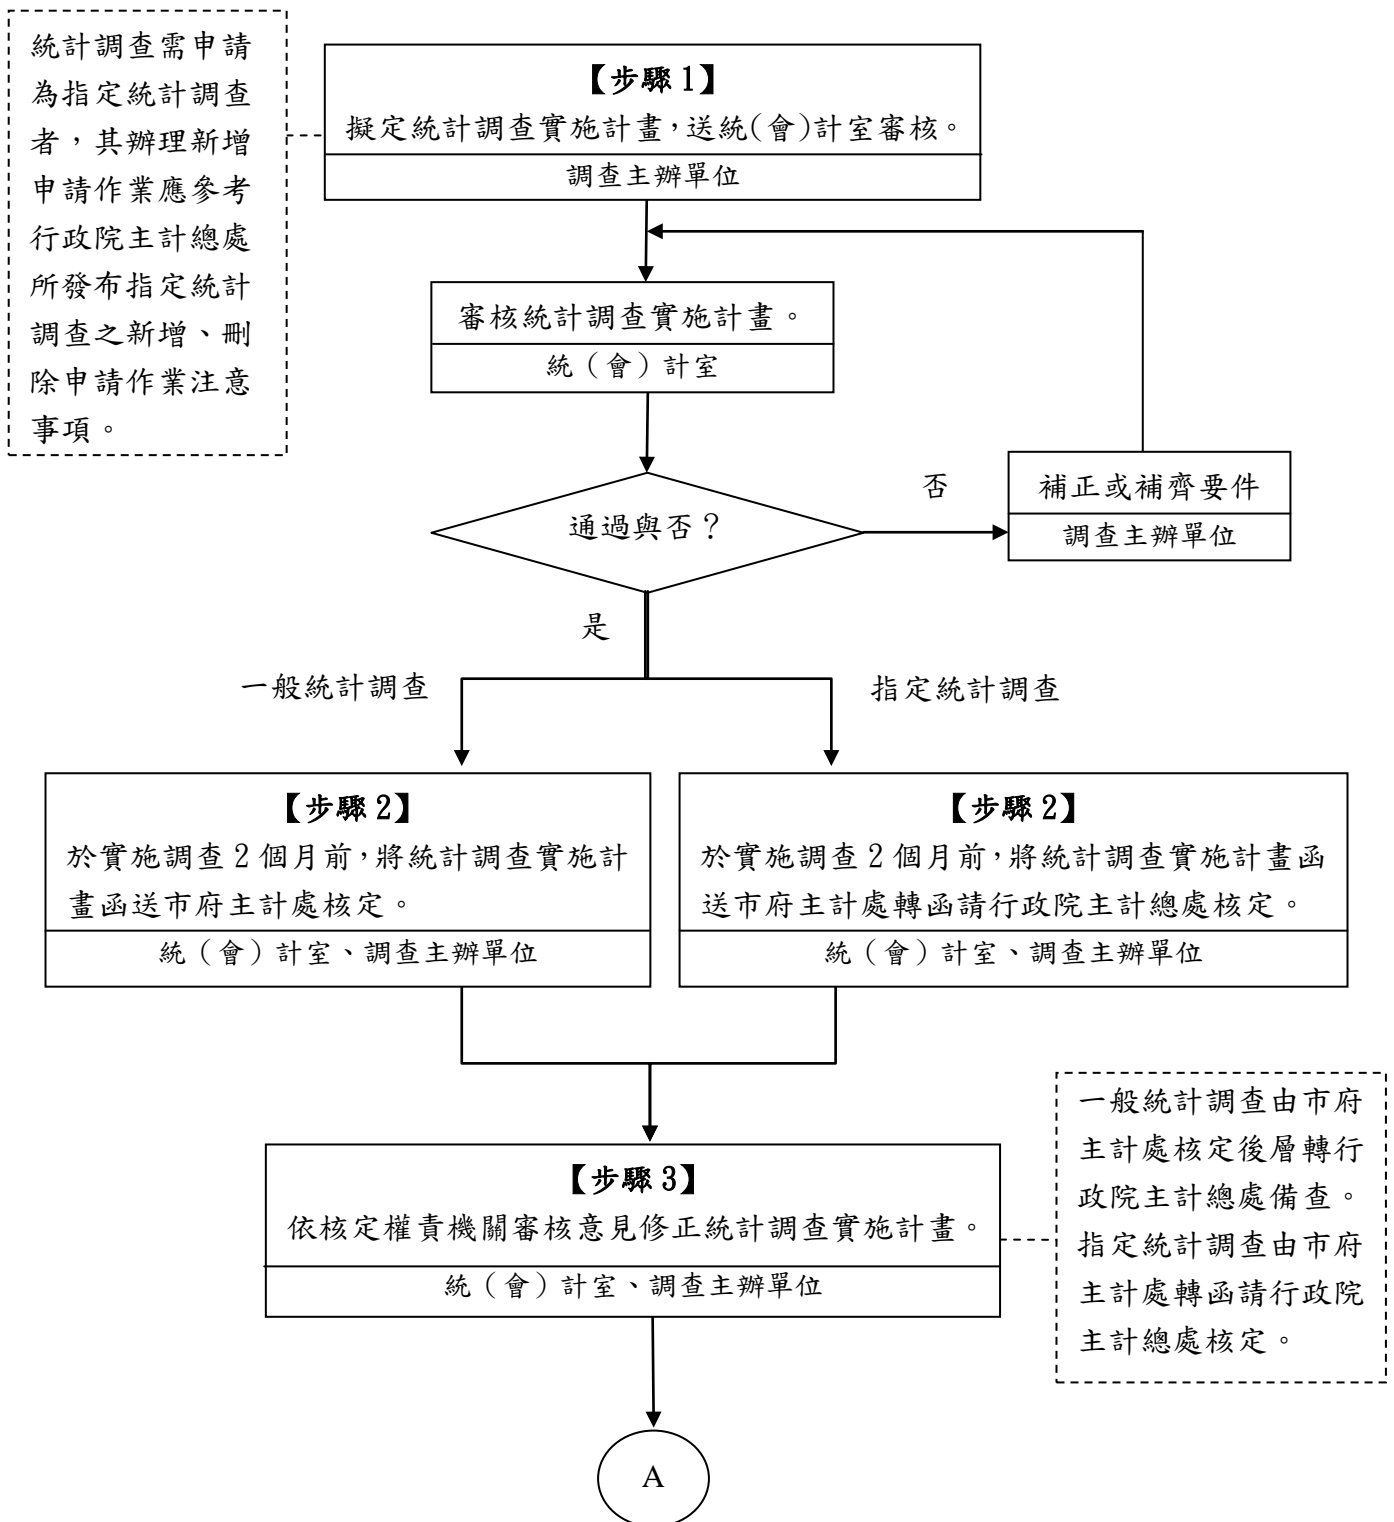 統計調查需申請
為指定統計調查
者，其辦理新增
申請作業應參考
行政院主計總處
所發布指定統計
調查之新增、刪
除申請作業注意
事項。
【步驟1】
擬定統計調查實施計畫，送統(會)計室審核。
調查主辦單位
審核統計調查實施計畫。
統（會）計室
通過與否？
否
補正或補齊要件
調查主辦單位
是
一般統計調查
指定統計調查
【步驟2】
於實施調查2個月前，將統計調查實施計
畫函送市府主計處核定。
統（會）計室、調查主辦單位
【步驟2】
於實施調查2個月前，將統計調查實施計畫函
送市府主計處轉函請行政院主計總處核定。
統（會）計室、調查主辦單位
【步驟3】
依核定權責機關審核意見修正統計調查實施計畫。
統（會）計室、調查主辦單位
一般統計調查由市府
主計處核定後層轉行
政院主計總處備查。
指定統計調查由市府
主計處轉函請行政院
主計總處核定。
A